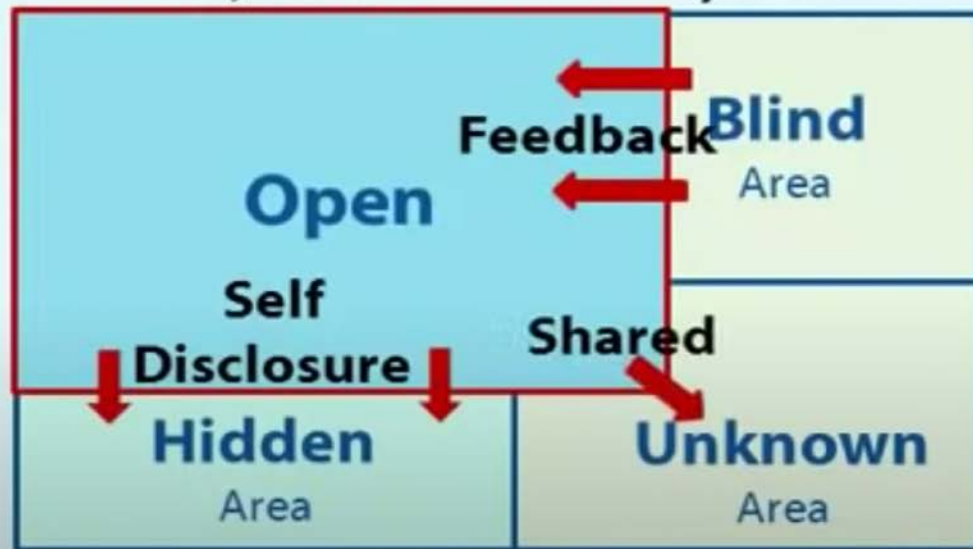 Feedback
Blind
Area
Open
Self
Disclosure
Shared
Hidden
Area
Unknown
Area